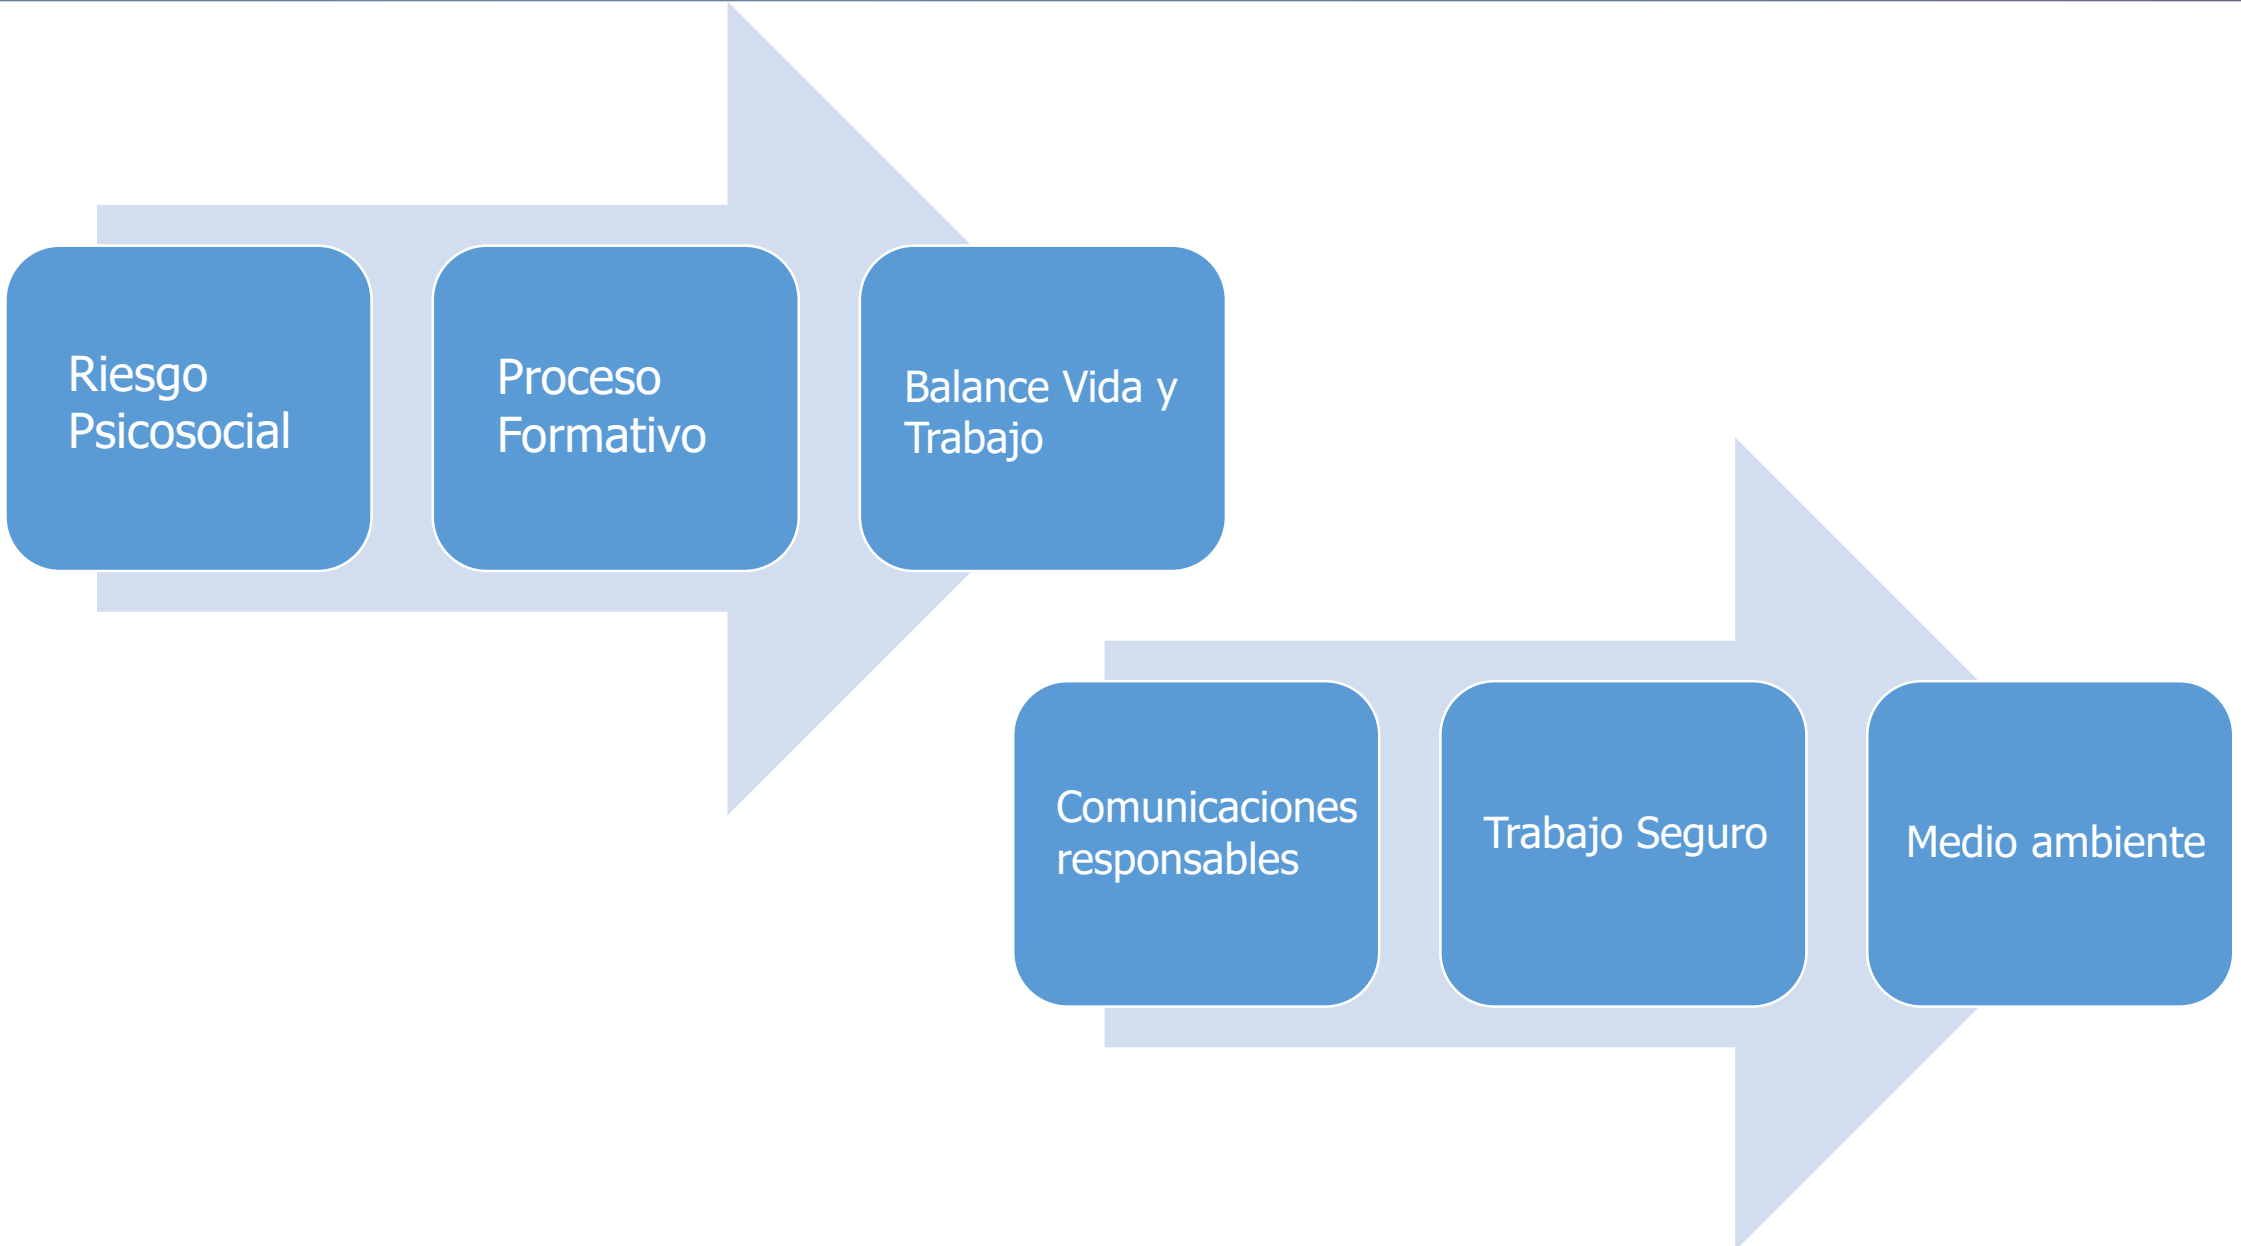 Riesgo
Psicosocial
Proceso
Formativo
Balance Vida y
Trabajo
Comunicaciones
responsables
Trabajo Seguro
Medio ambiente